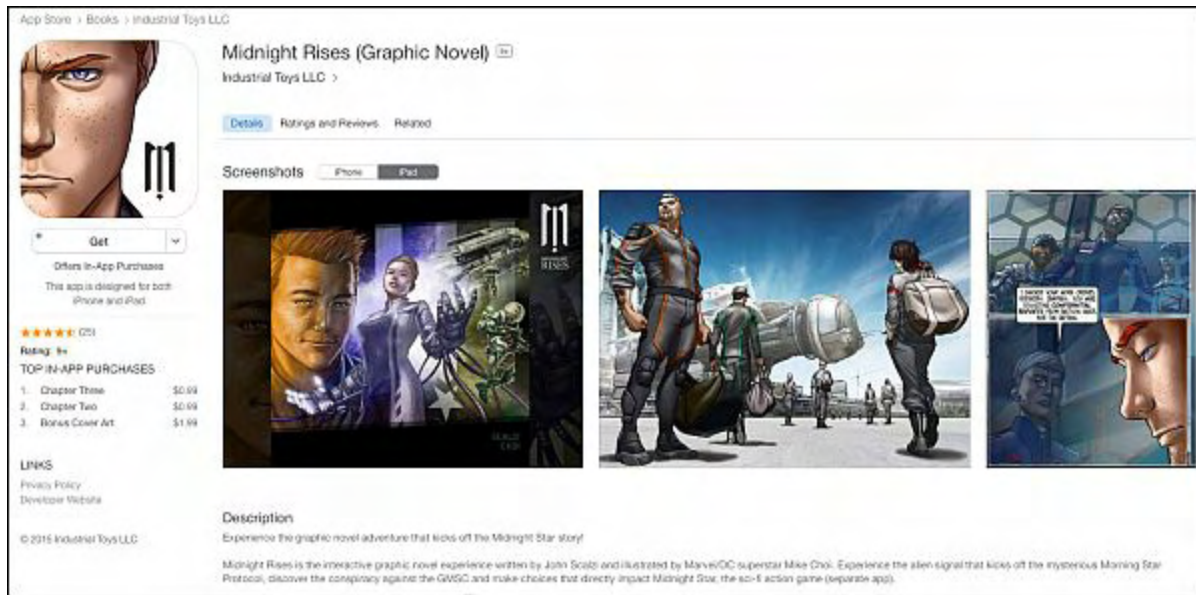 App Store > Books > Industrial Toys LLC
Midnight Rises (Graphic Novel) 9+
Industrial Toys LLC >
Details Ratings and Reviews Related
Screenshots iPhone iPad
RISES
Get
Offers In-App Purchases
This app is designed for both
iPhone and iPad
(25)
Rating: 9+
TOP IN-APP PURCHASES
1. Chapter Three $0.99
2. Chapter Two $0.99
3. Bonus Cover Art $1.99
LINKS
Privacy Policy
Developer Website
© 2015 Industrial Toys LLC
Description
Experience the graphic novel adventure that kicks off the Midnight Star story!
Midnight Rises is the interactive graphic novel experience written by John Scalzi and illustrated by Marvel/DC superstar Mike Choi. Experience the alien signal that kicks off the mysterious Morning Star
Protocol, discover the conspiracy against the GWSC and make choices that directly impact Midnight Star, the sci-fi action game (separate app).